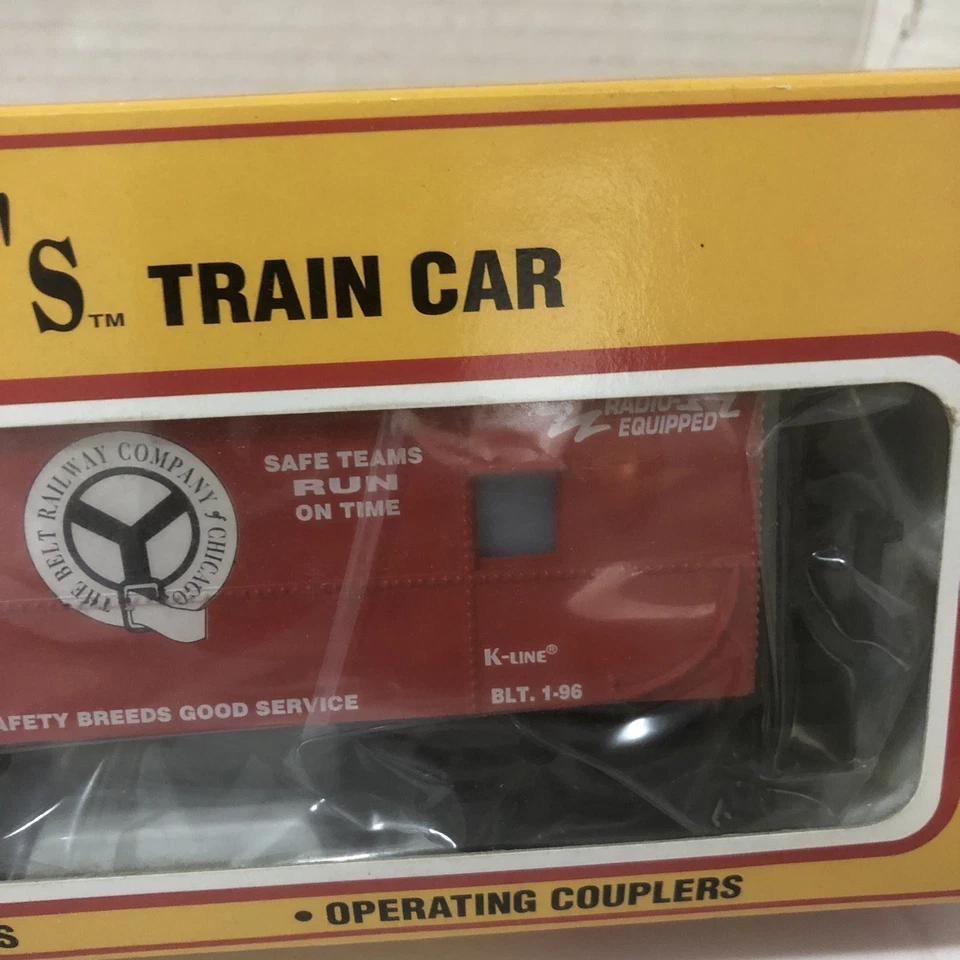 'S™ TRAIN CAR
RADIO
EQUIPPED
THE BELT RAILWAY COMPANY of CHICAGO
SAFE TEAMS
RUN
ON TIME
K-LINE®
BLT. 1-96
AFETY BREEDS GOOD SERVICE
• OPERATING COUPLERS
S